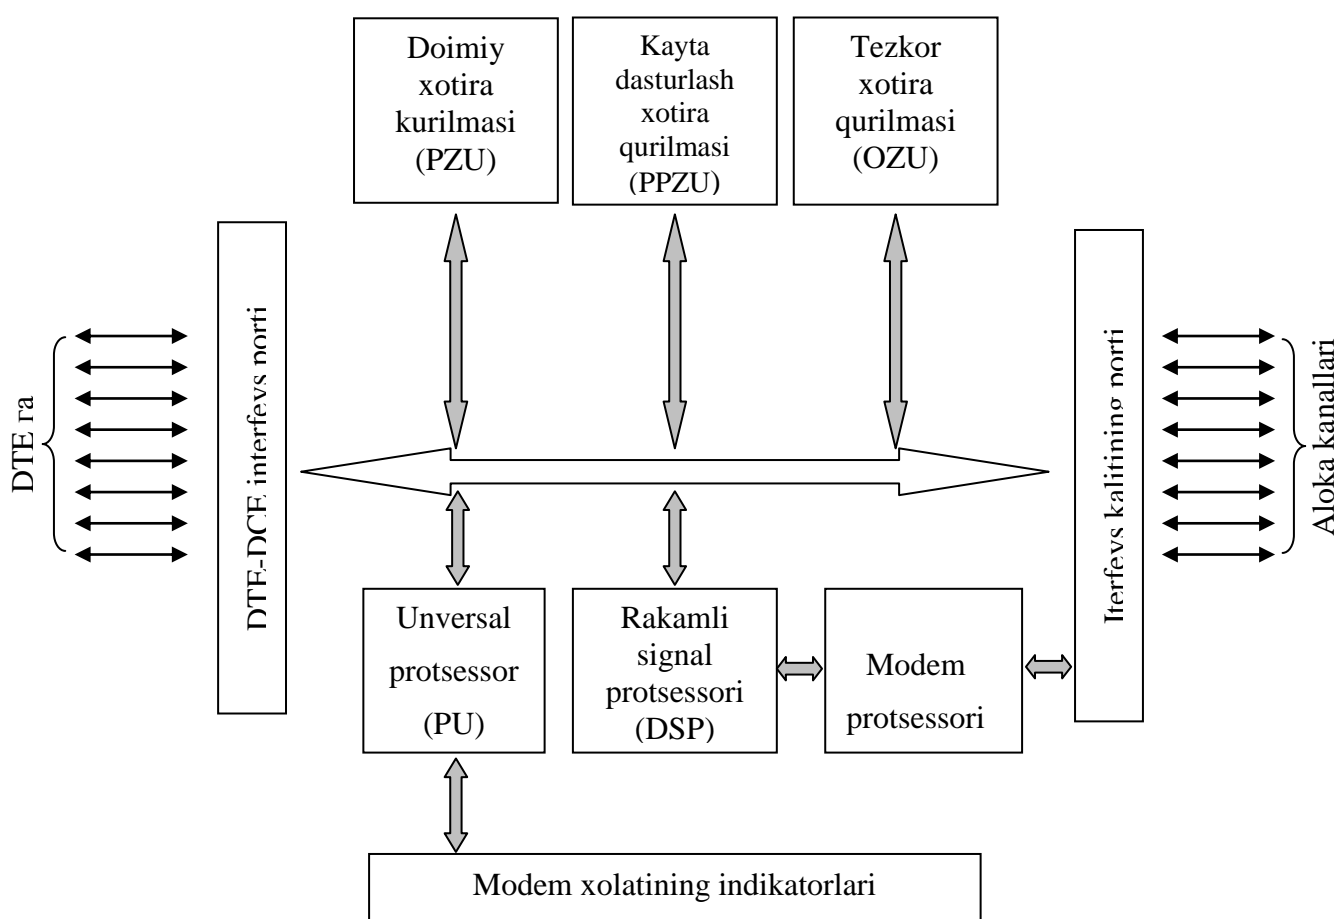 Doimiy
xotira
kurilmasi
(PZU)
Kayta
dasturlash
xotira
qurilmasi
(PPZU)
Tezkor
xotira
qurilmasi
(OZU)
DTE га
DTE-DCE interfeys porti
Iterfeys kalitining porti
Aloka kanallari
Unversal
protsessor
(PU)
Rakamli
signal
protsessori
(DSP)
Modem
protsessori
Modem xolatining indikatorlari